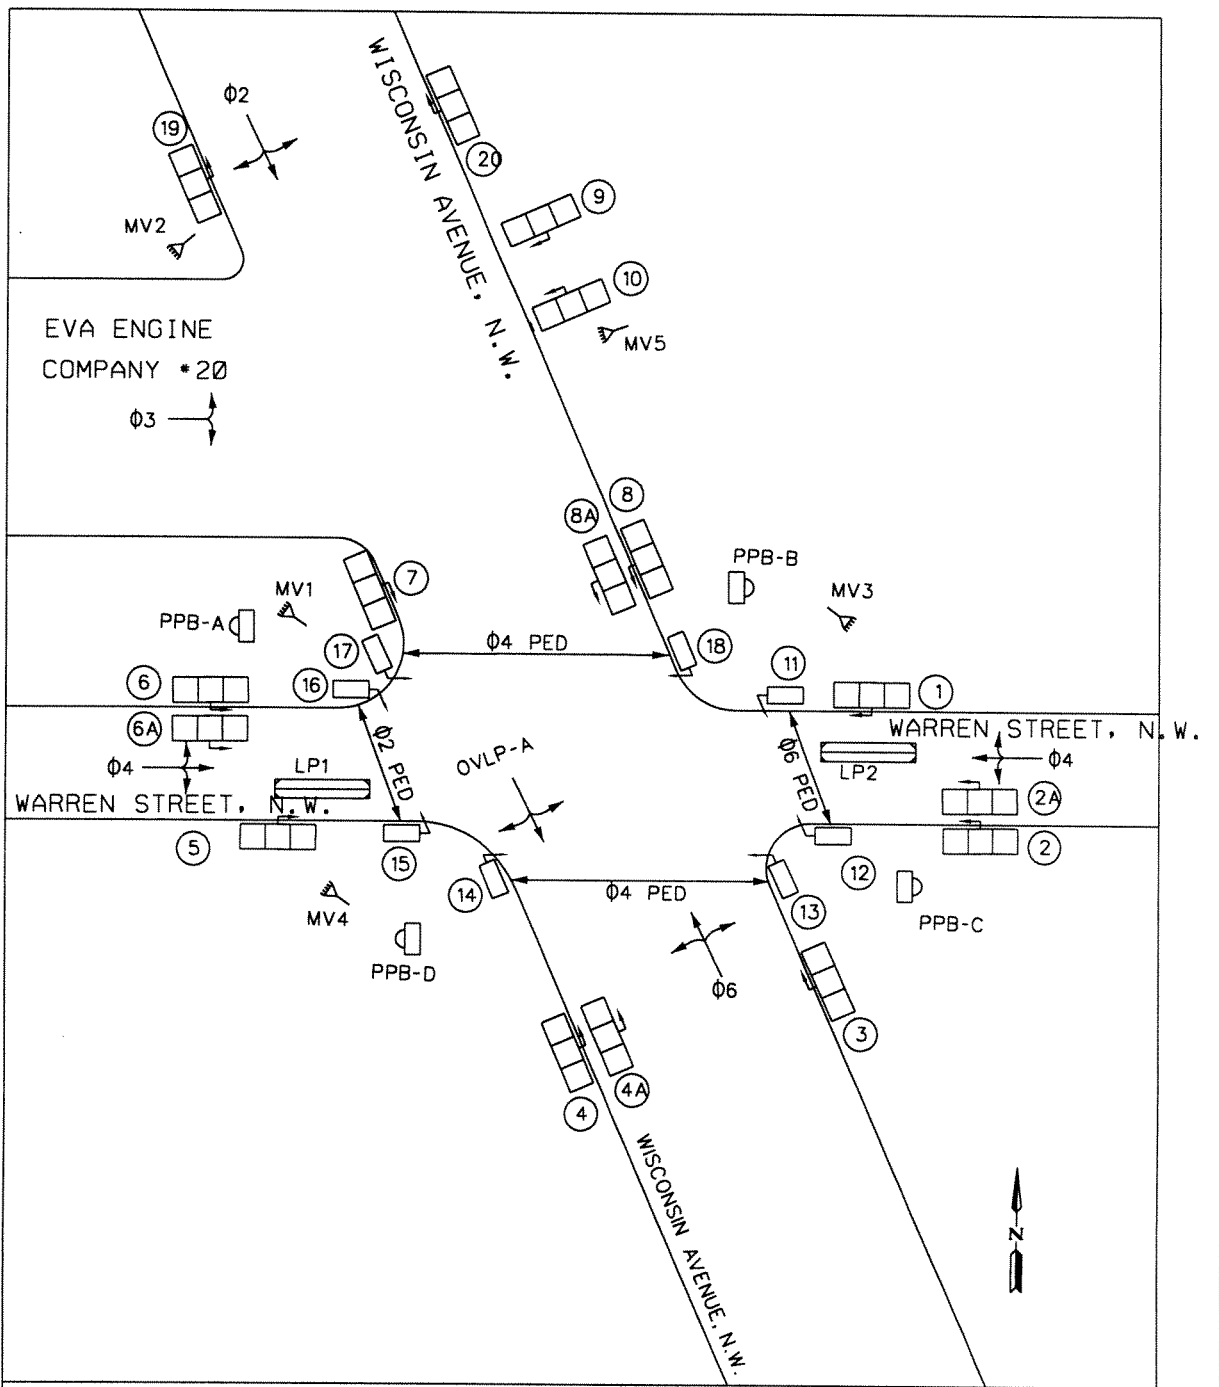 Φ2
19
WISCONSIN AVENUE, N.W.
20
MV2
9
10
MV5
EVA ENGINE
COMPANY #20
Φ3
8
8A
7
PPB-B
MV1
MV3
PPB-A
17
Φ4 PED
18
11
6
16
1
6A
WARREN STREET, N.W.
Φ2 PED
OVLP-A
Φ6 PED
Φ4
LP1
LP2
Φ4
WARREN STREET, N.W.
2A
5
15
12
2
14
Φ4 PED
13
MV4
PPB-C
PPB-D
Φ6
3
4
4A
WISCONSIN AVENUE, N.W.
N